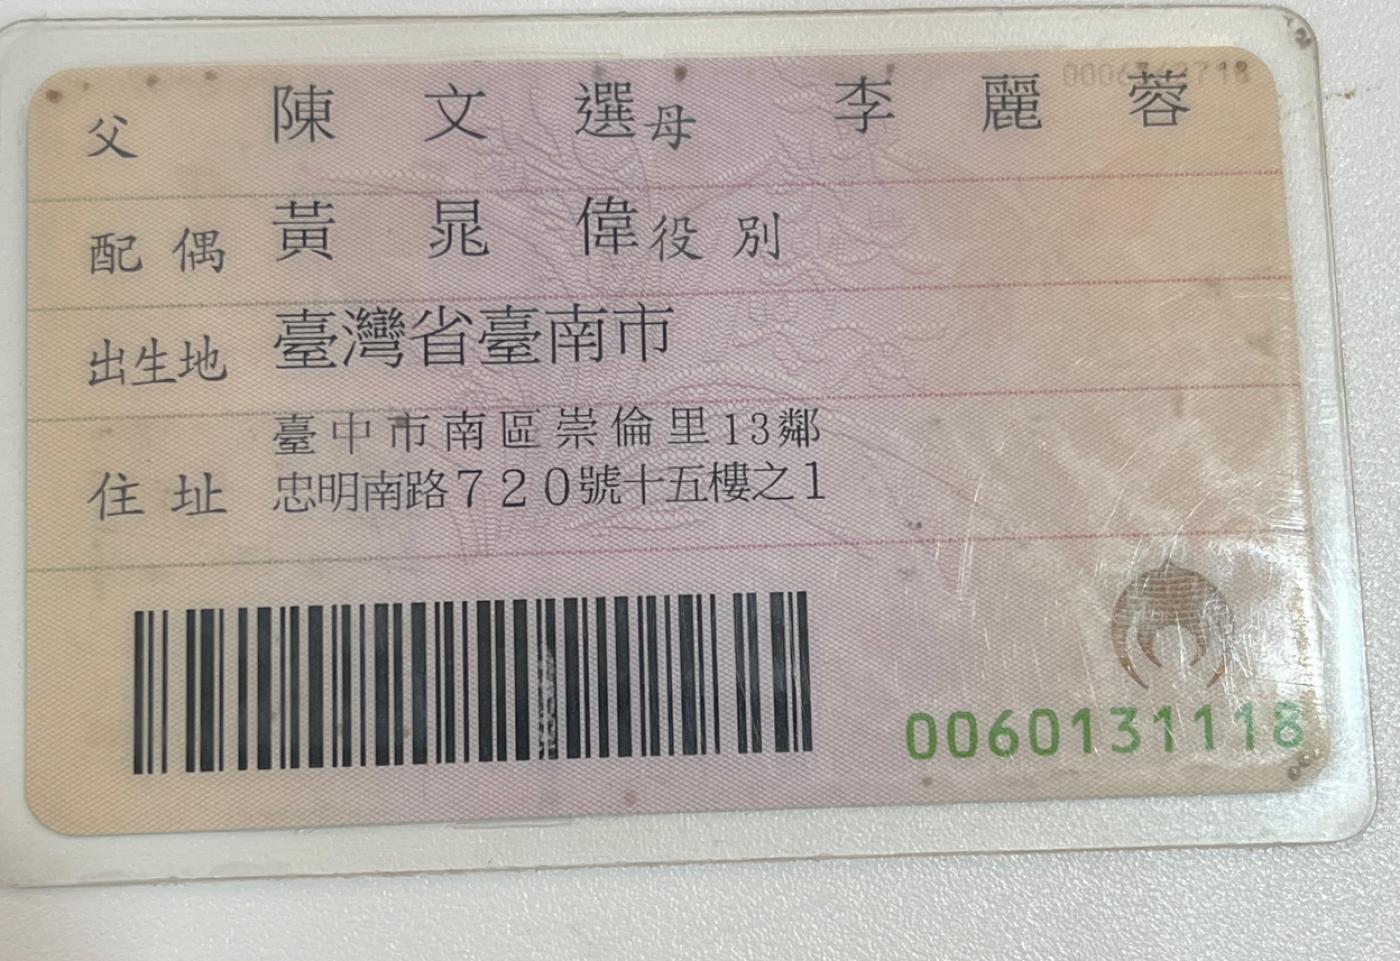 父 陳文選 母 李麗蓉
配偶 黃晁偉 役別
出生地 臺灣省臺南市
住址 臺中市南區崇倫里13鄰
忠明南路720號十五樓之1
0060131118